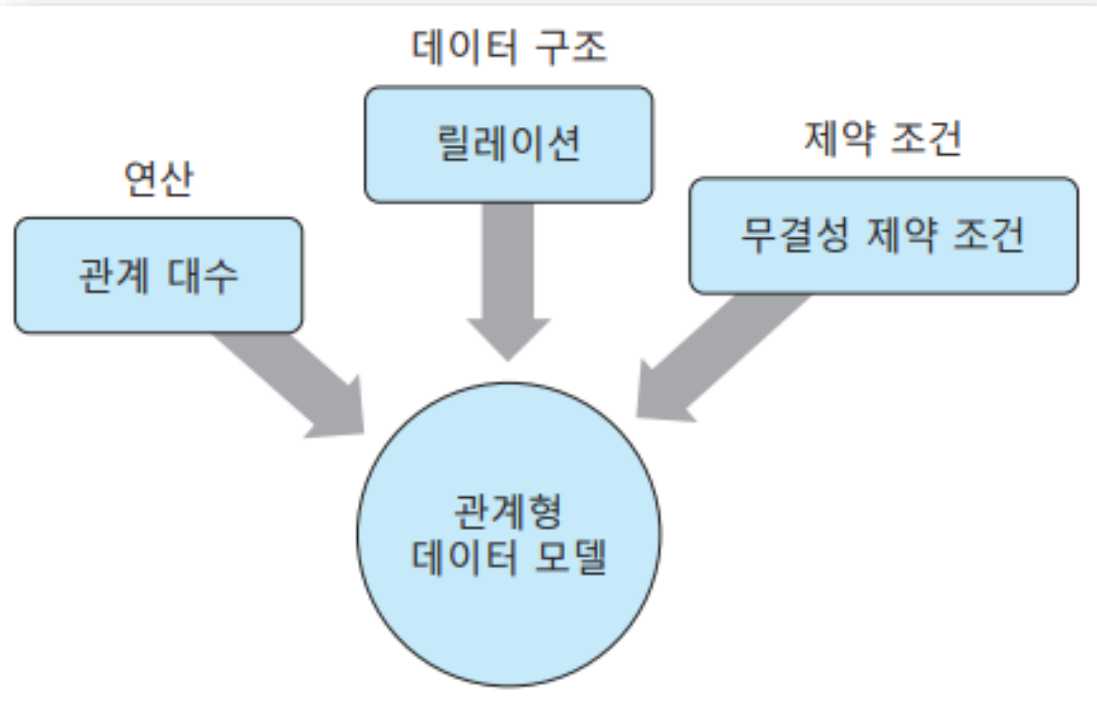 데이터 구조
릴레이션
제약 조건
무결성 제약 조건
연산
관계 대수
관계형
데이터 모델